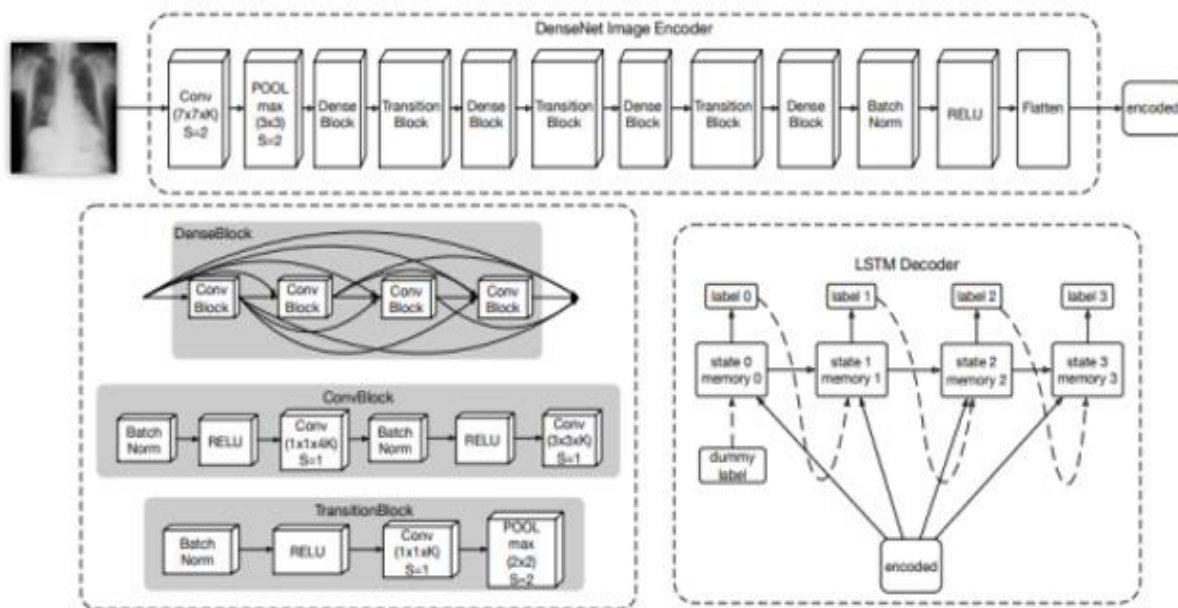 DenseNet Image Encoder
Conv
(7x7xK)
S=2
POOL
max
(3x3)
S=2
Dense
Block
Transition
Block
Dense
Block
Transition
Block
Dense
Block
Transition
Block
Dense
Block
Batch
Norm
RELU
Flatten
encoded
DenseBlock
Conv
Block
Conv
Block
Conv
Block
Conv
Block
ConvBlock
Batch
Norm
RELU
Conv
(1x1x4K)
S=1
Batch
Norm
RELU
Conv
(3x3xK)
S=1
TransitionBlock
Batch
Norm
RELU
Conv
(1x1xK)
S=1
POOL
max
(2x2)
S=2
LSTM Decoder
label 0
label 1
label 2
label 3
state 0
memory 0
state 1
memory 1
state 2
memory 2
state 3
memory 3
dummy
label
encoded